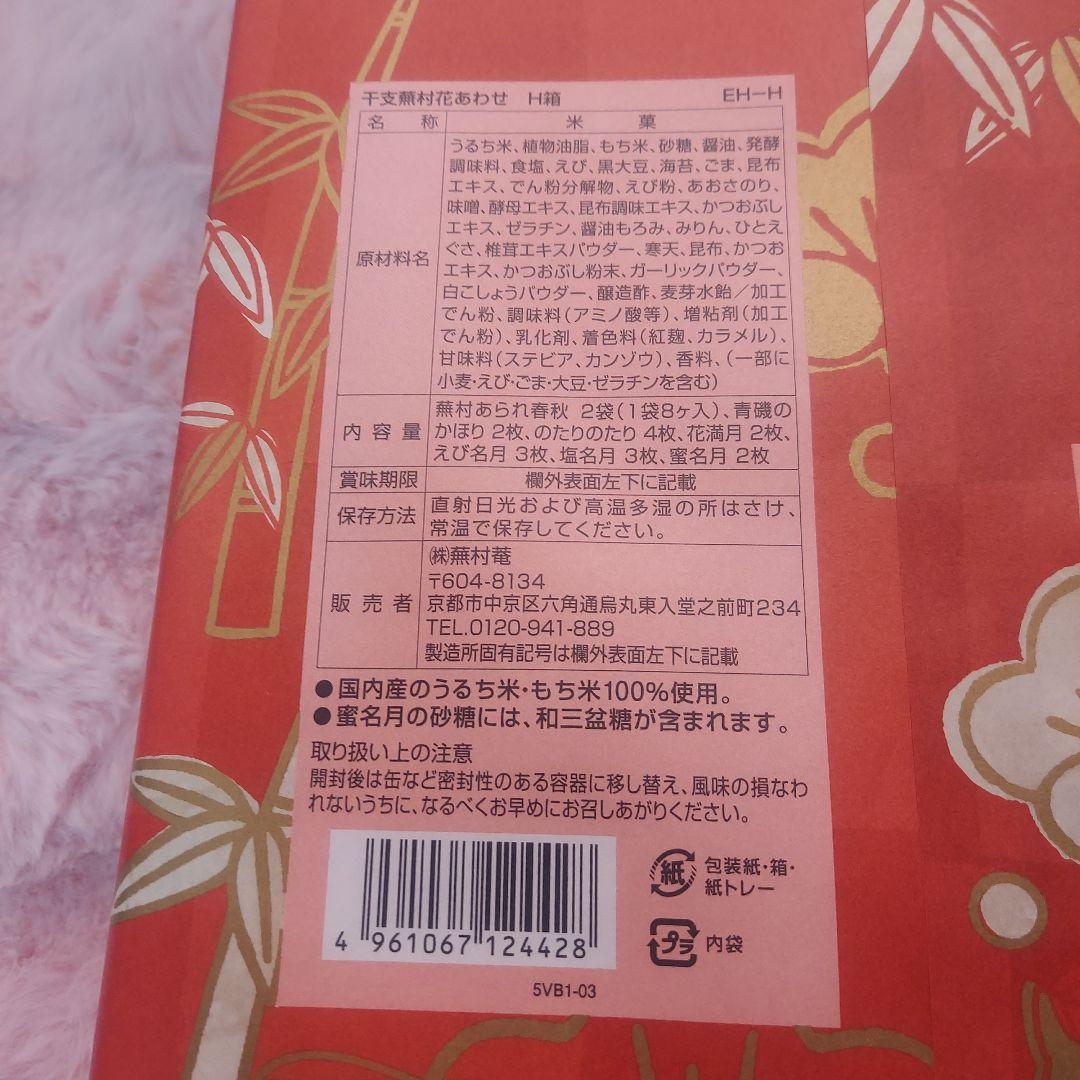 干支蕪村花あわせ H箱 EH-H
名称 米菓
原材料名
うるち米、植物油脂、もち米、砂糖、醤油、発酵
調味料、食塩、えび、黒大豆、海苔、ごま、昆布
エキス、でん粉分解物、えび粉、あおさのり、
味噌、酵母エキス、昆布調味エキス、かつおぶし
エキス、ゼラチン、醤油もろみ、みりん、ひとえ
ぐさ、椎茸エキスパウダー、寒天、昆布、かつお
エキス、かつおぶし粉末、ガーリックパウダー、
白こしょうパウダー、醸造酢、麦芽水飴/加工
でん粉、調味料(アミノ酸等)、増粘剤(加工
でん粉)、乳化剤、着色料(紅麹、カラメル)、
甘味料(ステビア、カンゾウ)、香料、(一部に
小麦・えび・ごま・大豆・ゼラチンを含む)
内容量
蕪村あられ春秋 2袋(1袋8ヶ入)、青磯の
かほり 2枚、のたりのたり 4枚、花満月 2枚、
えび名月 3枚、塩名月 3枚、蜜名月 2枚
賞味期限 欄外表面左下に記載
保存方法
直射日光および高温多湿の所はさけ、
常温で保存してください。
販売者
㈱蕪村菴
〒604-8134
京都市中京区六角通烏丸東入堂之前町234
TEL.0120-941-889
製造所固有記号は欄外表面左下に記載
●国内産のうるち米・もち米100%使用。
●蜜名月の砂糖には、和三盆糖が含まれます。
取り扱い上の注意
開封後は缶など密封性のある容器に移し替え、風味の損なわ
れないうちに、なるべくお早めにお召しあがりください。
4 961067 124428
紙 包装紙・箱・
紙トレー
プラ 内袋
5VB1-03